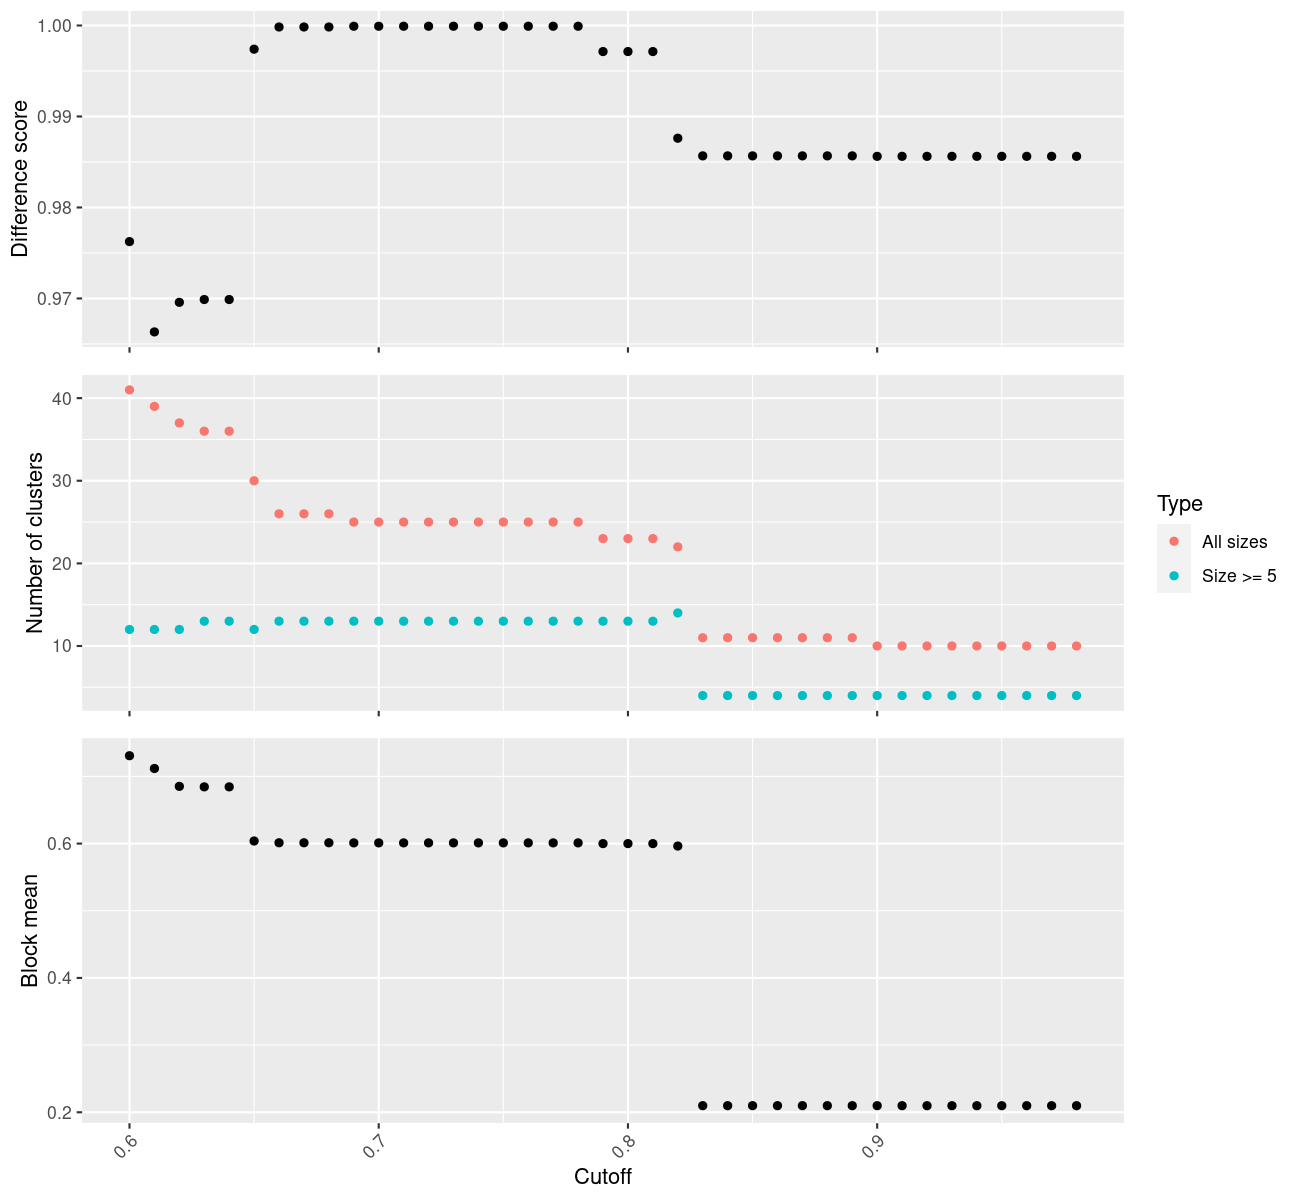 Difference score
1.00
0.99
0.98
0.97
Number of clusters
40
30
20
10
Type
All sizes
Size >= 5
Block mean
0.6
0.4
0.2
0.6
0.7
0.8
0.9
Cutoff